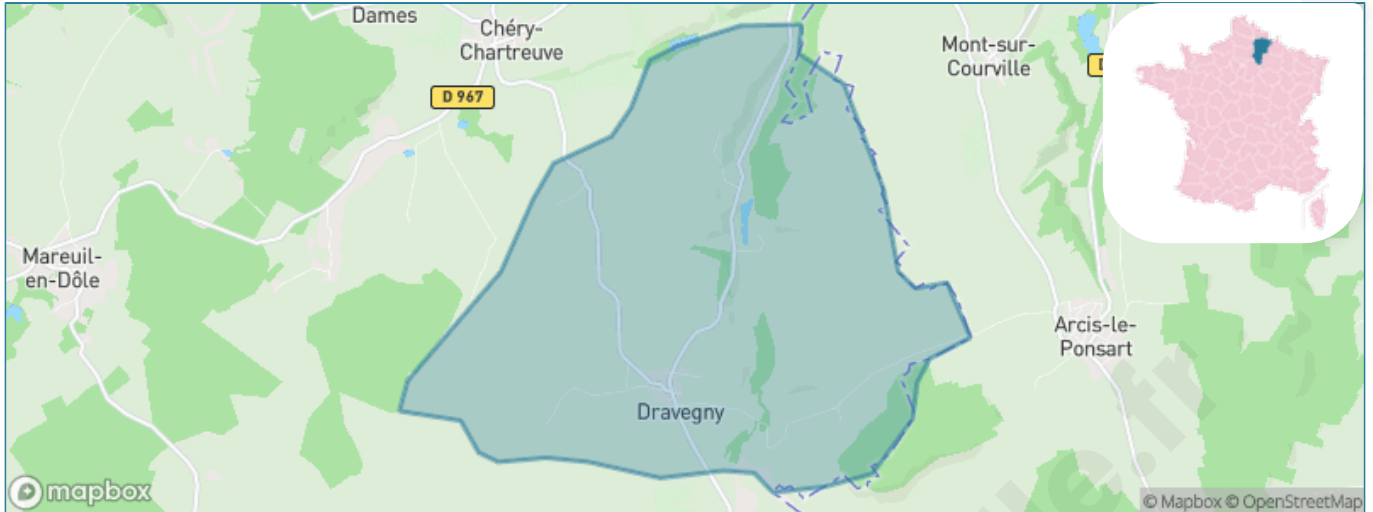 Dames
Chéry-
Chartreuve
D 967
Mont-sur-
Courville
D
Mareuil-
en-Dôle
Arcis-le-
Ponsart
Dravegny
mapbox
© Mapbox © OpenStreetMap